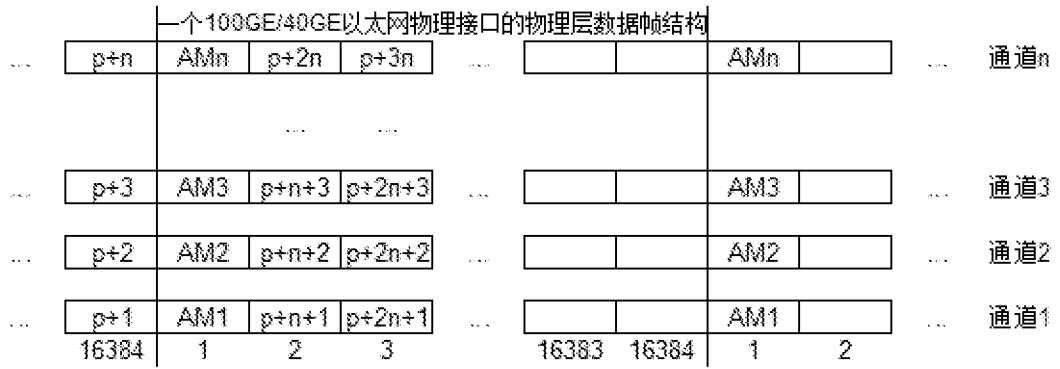 一个100GE/40GE以太网物理接口的物理层数据帧结构
... p+n AMn p+2n p+3n ... AMn ... 通道n
... ...
... p+3 AM3 p+n+3 p+2n+3 ... AM3 ... 通道3
... p+2 AM2 p+n+2 p+2n+2 ... AM2 ... 通道2
... p+1 AM1 p+n+1 p+2n+1 ... AM1 ... 通道1
16384 1 2 3 16383 16384 1 2